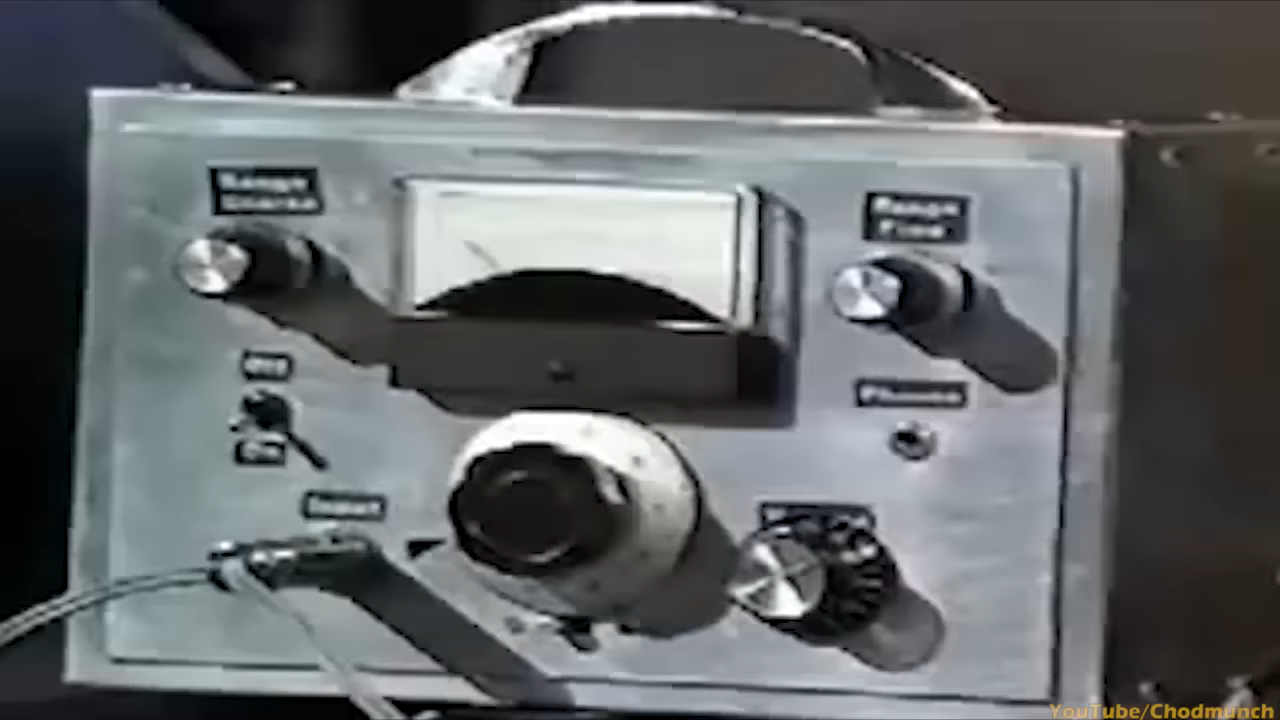 Range
Coarse
Range
Fine
Off
Phones
On
Input
YouTube/Chodmunch